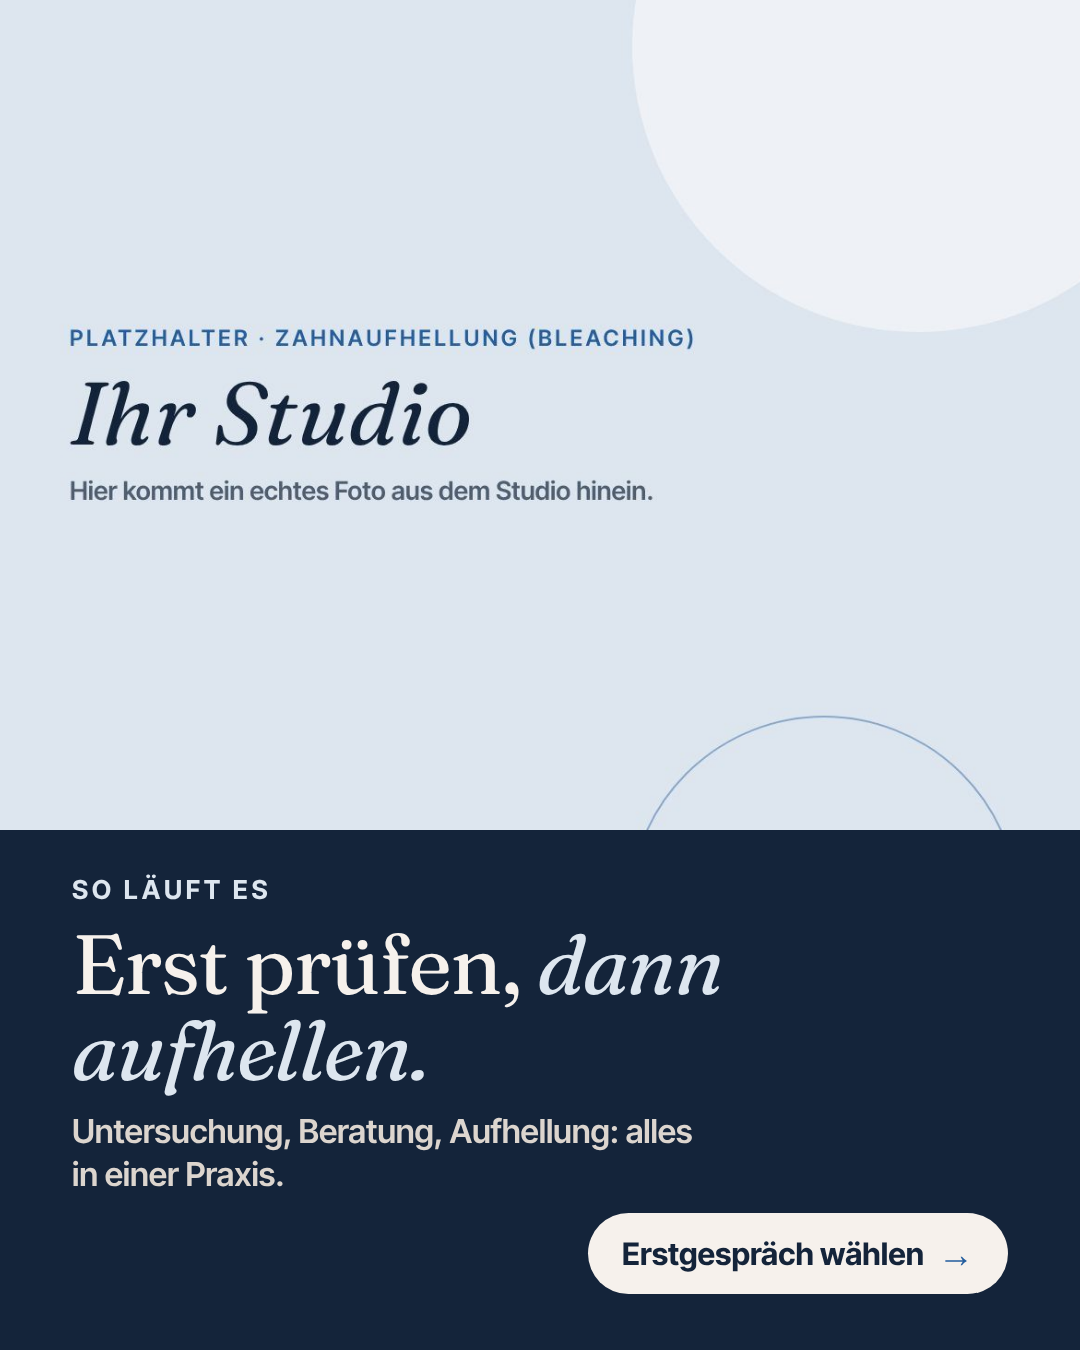 PLATZHALTER · ZAHNAUFHELLUNG (BLEACHING)
Ihr Studio
Hier kommt ein echtes Foto aus dem Studio hinein.
SO LÄUFT ES
Erst prüfen, dann
aufhellen.
Untersuchung, Beratung, Aufhellung: alles
in einer Praxis.
Erstgespräch wählen →